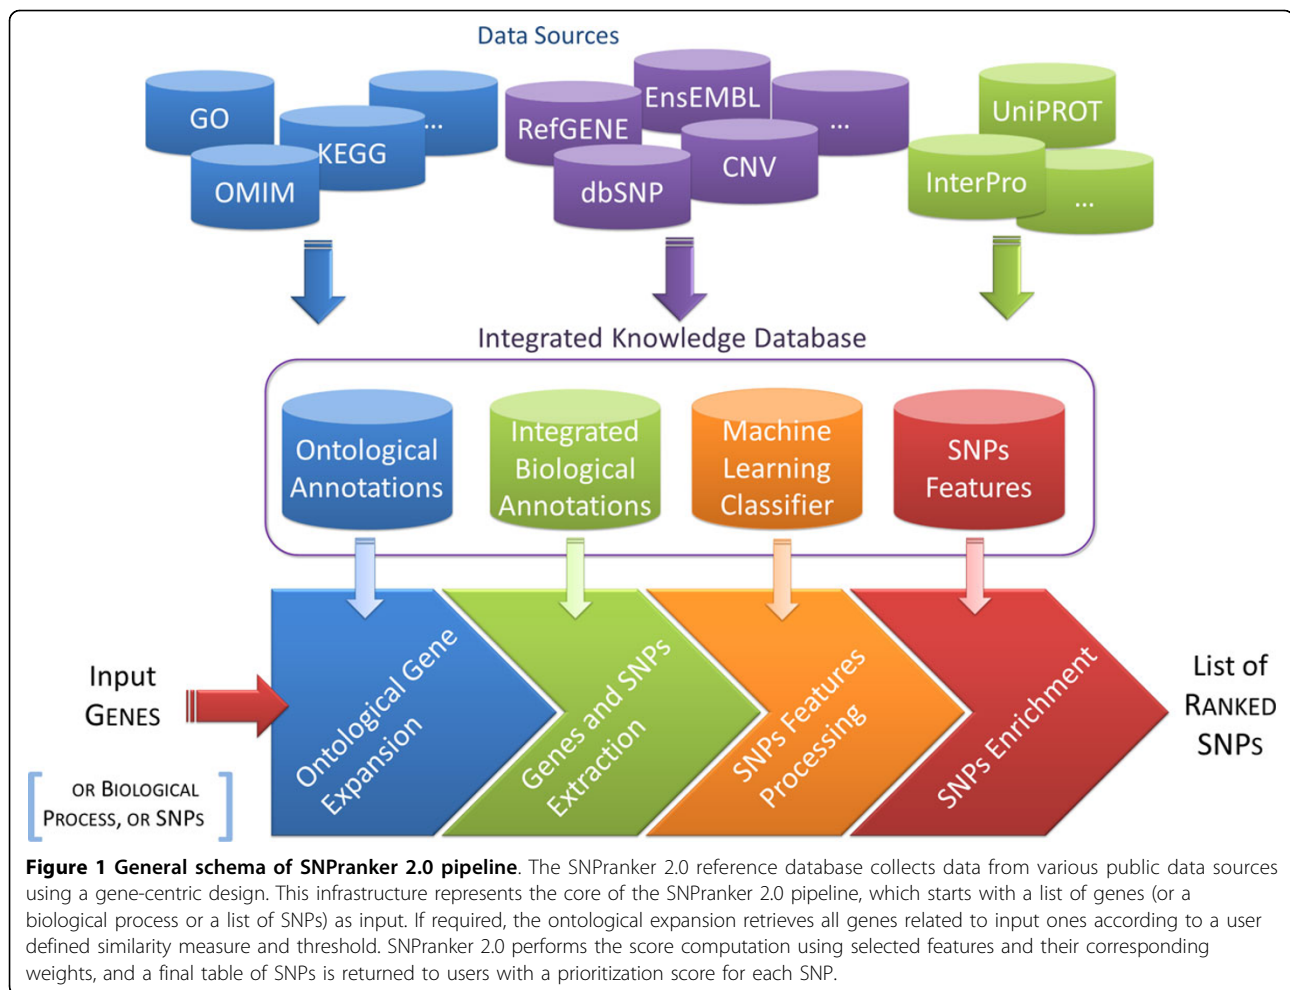 Data Sources
GO
KEGG
...
OMIM
RefGENE
EnsEMBL
...
dbSNP
CNV
UniPROT
InterPro
...
Integrated Knowledge Database
Ontological
Annotations
Integrated
Biological
Annotations
Machine
Learning
Classifier
SNPs
Features
Input
GENES
[ OR BIOLOGICAL
PROCESS, OR SNPS ]
Ontological Gene
Expansion
Genes and SNPs
Extraction
SNPs Features
Processing
SNPs Enrichment
List of
RANKED
SNPS
Figure 1 General schema of SNPranker 2.0 pipeline. The SNPranker 2.0 reference database collects data from various public data sources
using a gene-centric design. This infrastructure represents the core of the SNPranker 2.0 pipeline, which starts with a list of genes (or a
biological process or a list of SNPs) as input. If required, the ontological expansion retrieves all genes related to input ones according to a user
defined similarity measure and threshold. SNPranker 2.0 performs the score computation using selected features and their corresponding
weights, and a final table of SNPs is returned to users with a prioritization score for each SNP.